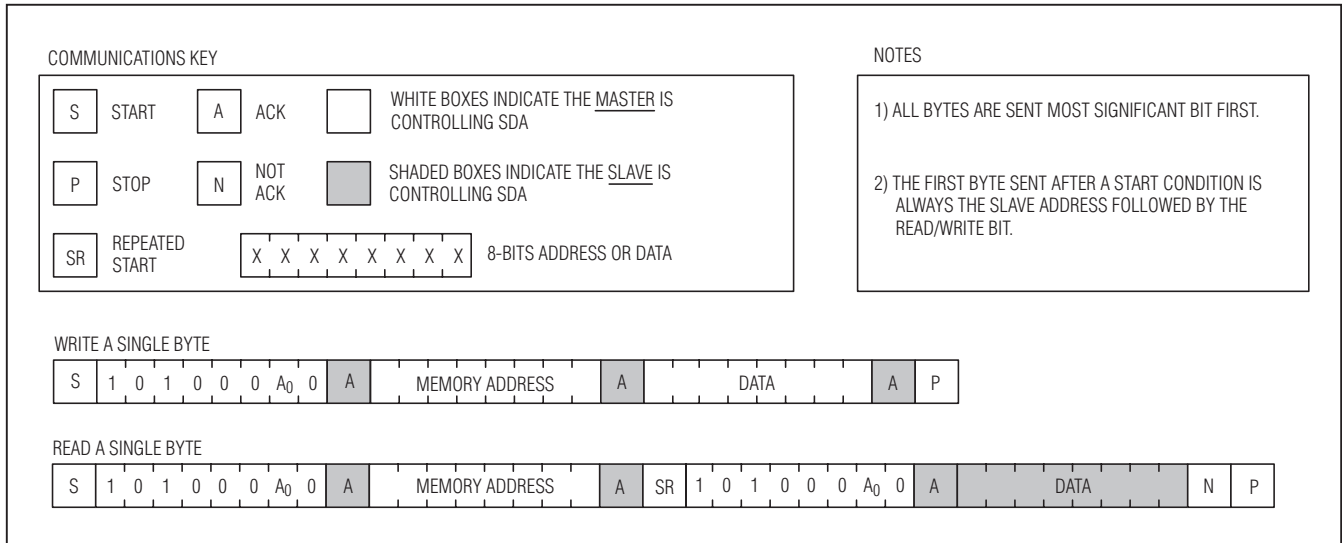 COMMUNICATIONS KEY
S START A ACK WHITE BOXES INDICATE THE MASTER IS
CONTROLLING SDA
P STOP N NOT
ACK SHADED BOXES INDICATE THE SLAVE IS
CONTROLLING SDA
SR REPEATED
START X X X X X X X X 8-BITS ADDRESS OR DATA
NOTES
1) ALL BYTES ARE SENT MOST SIGNIFICANT BIT FIRST.
2) THE FIRST BYTE SENT AFTER A START CONDITION IS
ALWAYS THE SLAVE ADDRESS FOLLOWED BY THE
READ/WRITE BIT.
WRITE A SINGLE BYTE
S 1 0 1 0 0 0 A0 0 A MEMORY ADDRESS A DATA A P
READ A SINGLE BYTE
S 1 0 1 0 0 0 A0 0 A MEMORY ADDRESS A SR 1 0 1 0 0 0 A0 0 A DATA N P